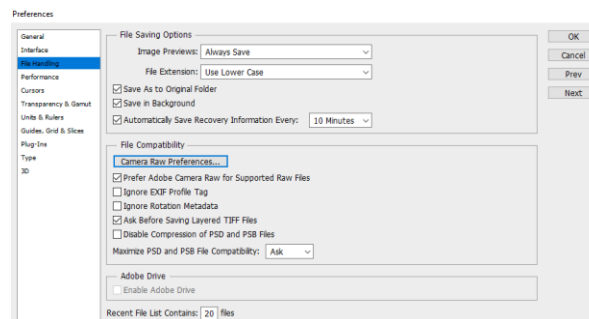 Preferences
General
Interface
File Handling
Performance
Cursors
Transparency & Gamut
Units & Rulers
Guides, Grid & Slices
Plug-Ins
Type
3D
File Saving Options
Image Previews: Always Save
File Extension: Use Lower Case
Save As to Original Folder
Save in Background
Automatically Save Recovery Information Every: 10 Minutes
File Compatibility
Camera Raw Preferences...
Prefer Adobe Camera Raw for Supported Raw Files
Ignore EXIF Profile Tag
Ignore Rotation Metadata
Ask Before Saving Layered TIFF Files
Disable Compression of PSD and PSB Files
Maximize PSD and PSB File Compatibility: Ask
Adobe Drive
Enable Adobe Drive
Recent File List Contains: 20 files
OK
Cancel
Prev
Next